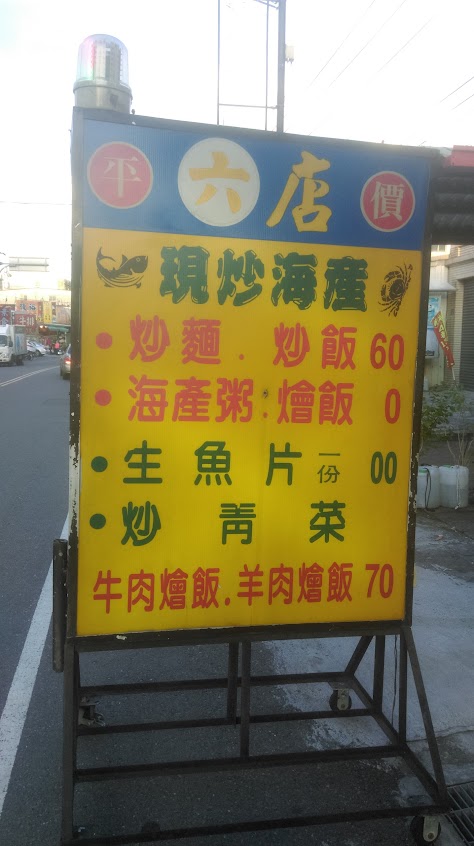 平 六 店 價
現炒海產
• 炒麵.炒飯 60
• 海產粥.燴飯 0
• 生魚片 一份 00
• 炒青菜
牛肉燴飯.羊肉燴飯 70